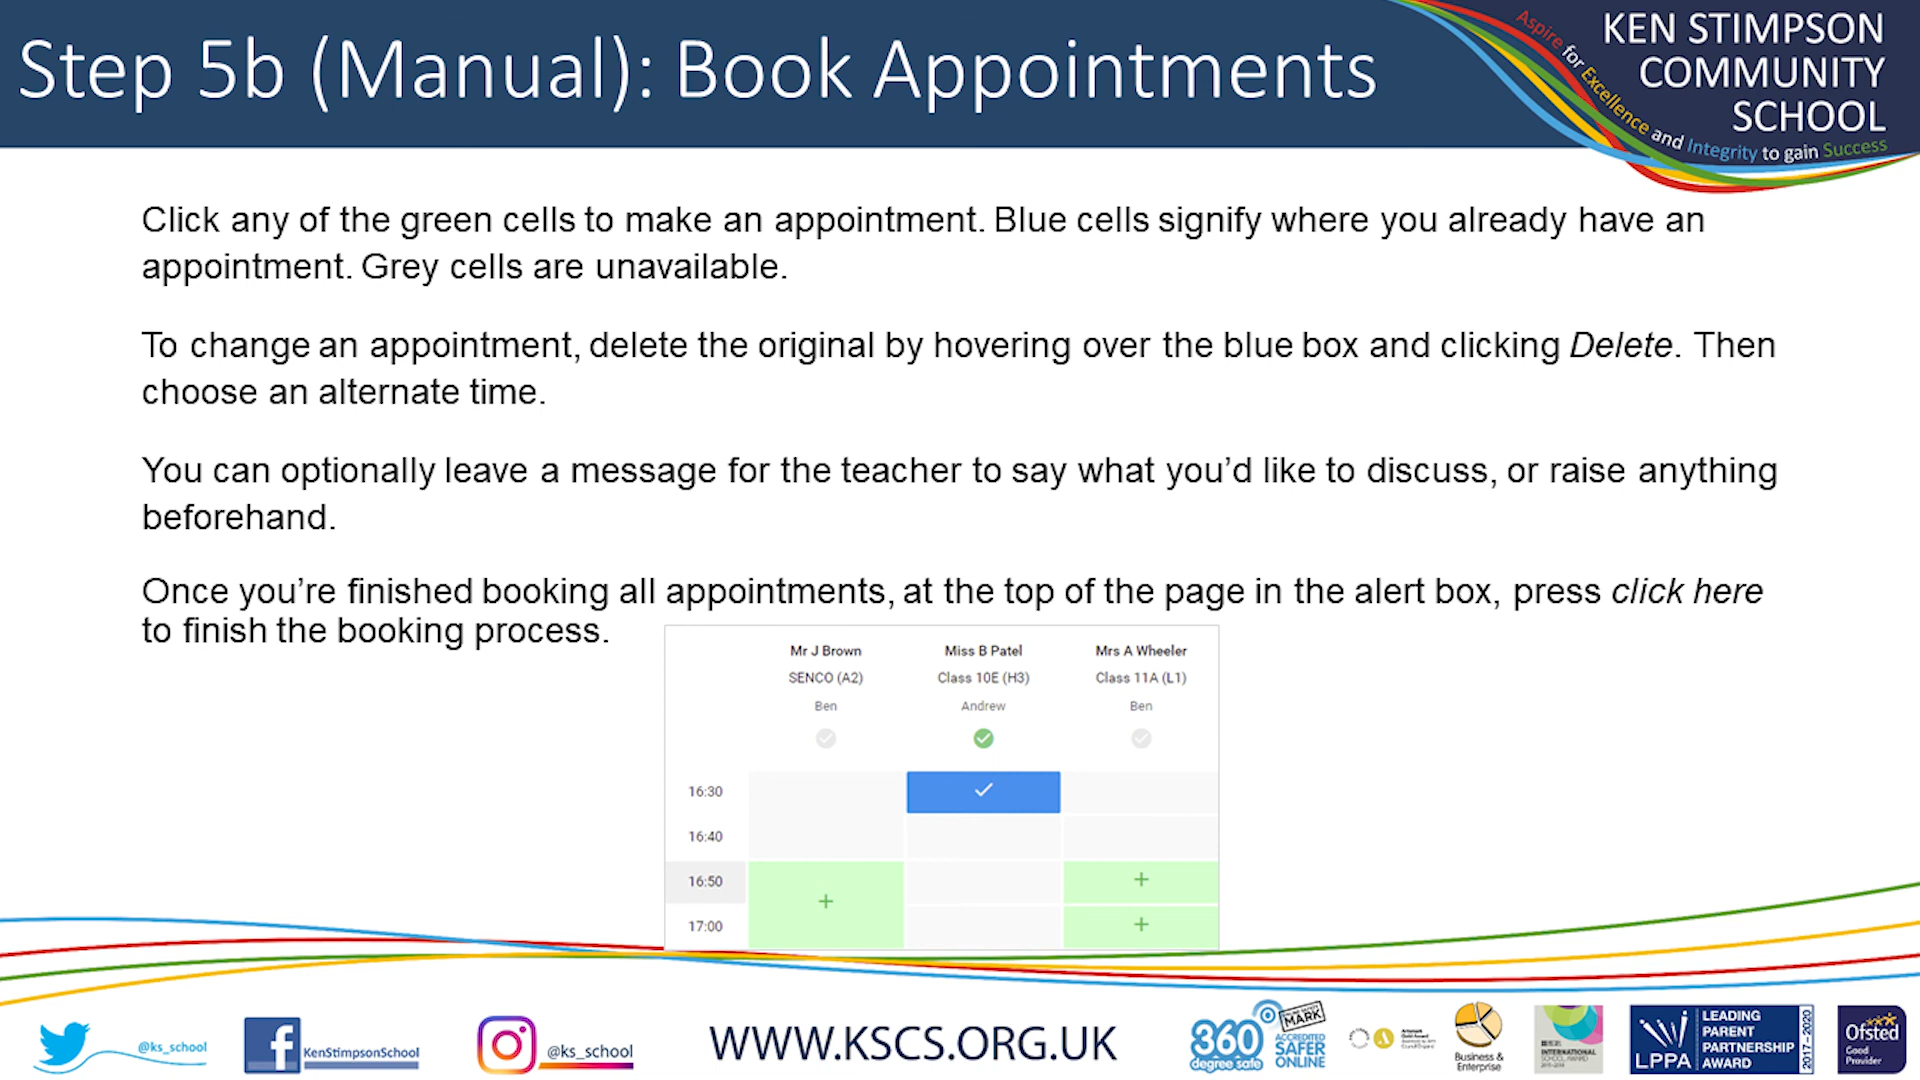 Step 5b (Manual): Book Appointments
KEN STIMPSON
COMMUNITY
SCHOOL
Aspire for Excellence and Integrity to gain Success
Click any of the green cells to make an appointment. Blue cells signify where you already have an
appointment. Grey cells are unavailable.
To change an appointment, delete the original by hovering over the blue box and clicking Delete. Then
choose an alternate time.
You can optionally leave a message for the teacher to say what you’d like to discuss, or raise anything
beforehand.
Once you’re finished booking all appointments, at the top of the page in the alert box, press click here
to finish the booking process.
Mr J Brown Miss B Patel Mrs A Wheeler
SENCO (A2) Class 10E (H3) Class 11A (L1)
Ben Andrew Ben
16:30
16:40
16:50
17:00
@ks_school
KenStimpsonSchool
@ks_school
WWW.KSCS.ORG.UK
360
degree safe
MARK
ACCREDITED
SAFER
ONLINE
Business &
Enterprise
INTERNATIONAL
LPPA
LEADING
PARENT
PARTNERSHIP
AWARD
2017-2020
Ofsted
Good
Provider